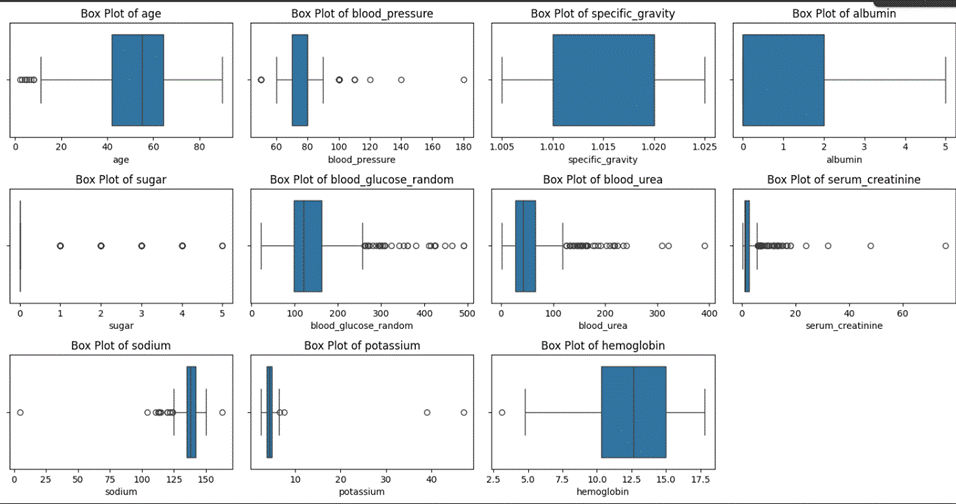 Box Plot of age
Box Plot of blood_pressure
Box Plot of specific_gravity
Box Plot of albumin
0 20 40 60 80
60 80 100 120 140 160 180
1.005 1.010 1.015 1.020 1.025
0 1 2 3 4 5
age
blood_pressure
specific_gravity
albumin
Box Plot of sugar
Box Plot of blood_glucose_random
Box Plot of blood_urea
Box Plot of serum_creatinine
0 1 2 3 4 5
0 100 200 300 400 500
0 100 200 300 400
0 20 40 60
sugar
blood_glucose_random
blood_urea
serum_creatinine
Box Plot of sodium
Box Plot of potassium
Box Plot of hemoglobin
0 25 50 75 100 125 150
10 20 30 40
2.5 5.0 7.5 10.0 12.5 15.0 17.5
sodium
potassium
hemoglobin